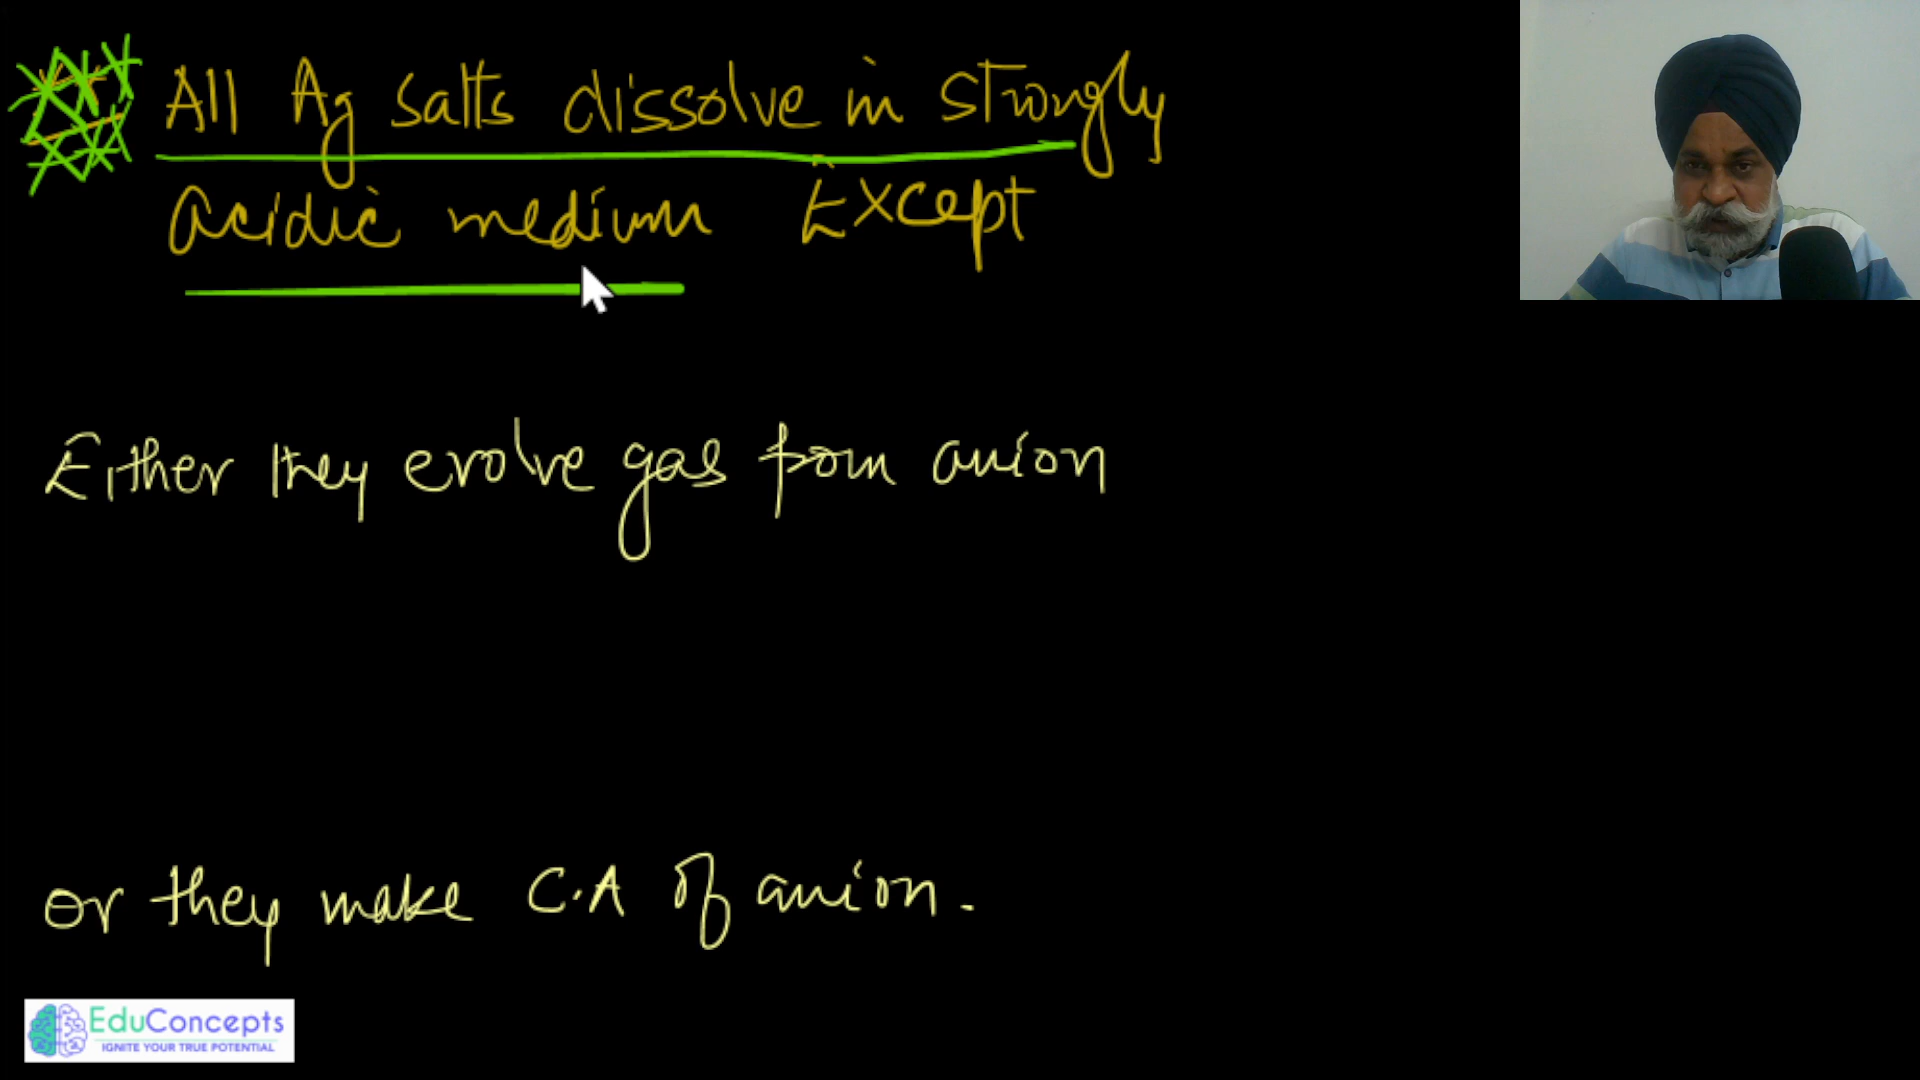 All Ag salts dissolve in strongly
acidic medium Except
Either they evolve gas from anion
or they make C.A of anion.
EduConcepts
IGNITE YOUR TRUE POTENTIAL